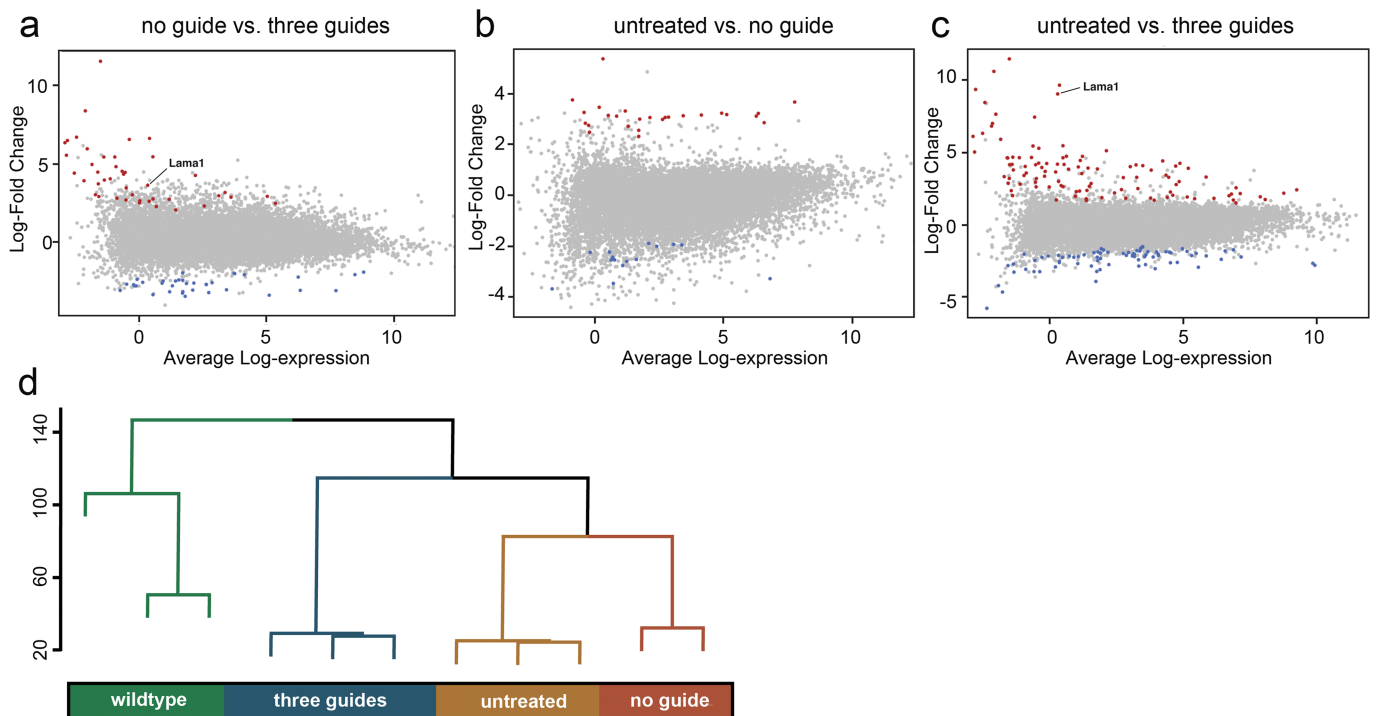 a
no guide vs. three guides
Log-Fold Change
10
5
0
Lama1
0
5
10
Average Log-expression
b
untreated vs. no guide
Log-Fold Change
4
2
0
-2
-4
0
5
10
Average Log-expression
c
untreated vs. three guides
Log-Fold Change
10
5
0
-5
Lama1
0
5
10
Average Log-expression
d
140
100
60
20
wildtype
three guides
untreated
no guide